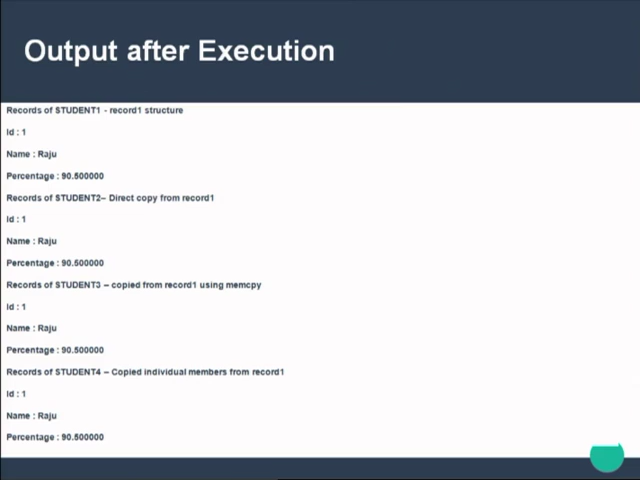 Output after Execution
Records of STUDENT1 - record1 structure
Id : 1
Name : Raju
Percentage : 90.500000
Records of STUDENT2– Direct copy from record1
Id : 1
Name : Raju
Percentage : 90.500000
Records of STUDENT3 – copied from record1 using memcpy
Id : 1
Name : Raju
Percentage : 90.500000
Records of STUDENT4 – Copied individual members from record1
Id : 1
Name : Raju
Percentage : 90.500000